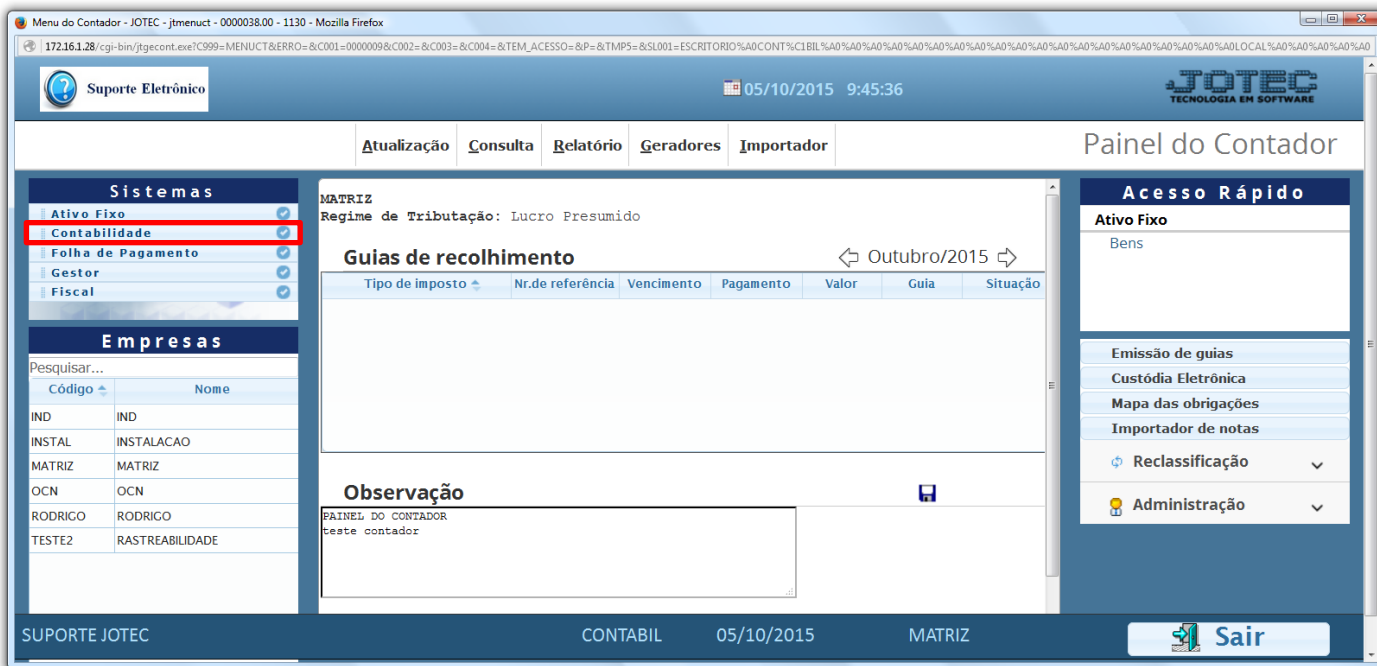 Menu do Contador - JOTEC - jtmenuct - 0000038.00 - 1130 - Mozilla Firefox
172.16.1.28/cgi-bin/jtgecont.exe?C999=MENUCT&ERRO=&C001=0000009&C002=&C003=&C004=&TEM_ACESSO=&P=&TMP5=&SL001=ESCRITORIO%A0CONT%C1BIL%A0%A0%A0%A0%A0%A0%A0%A0%A0%A0%A0%A0%A0%A0%A0%A0%A0%A0%A0LOCAL%A0%A0%A0%A0%A0
Suporte Eletrônico
05/10/2015 9:45:36
JOTEC
TECNOLOGIA EM SOFTWARE
Atualização Consulta Relatório Geradores Importador
Painel do Contador
Sistemas
Ativo Fixo
Contabilidade
Folha de Pagamento
Gestor
Fiscal
Empresas
Pesquisar...
Código Nome
IND IND
INSTAL INSTALACAO
MATRIZ MATRIZ
OCN OCN
RODRIGO RODRIGO
TESTE2 RASTREABILIDADE
MATRIZ
Regime de Tributação: Lucro Presumido
Guias de recolhimento
Outubro/2015
Tipo de imposto Nr.de referência Vencimento Pagamento Valor Guia Situação
Observação
PAINEL DO CONTADOR
teste contador
Acesso Rápido
Ativo Fixo
Bens
Emissão de guias
Custódia Eletrônica
Mapa das obrigações
Importador de notas
Reclassificação
Administração
SUPORTE JOTEC CONTABIL 05/10/2015 MATRIZ
Sair